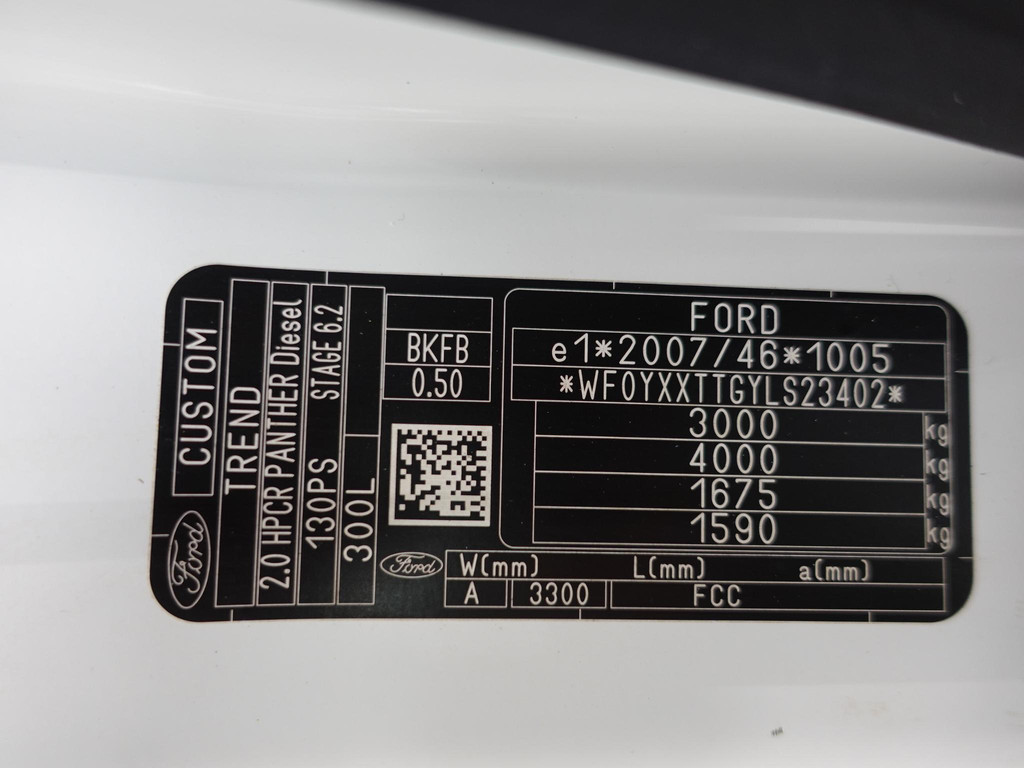 CUSTOM
TREND
2.0 HPCR PANTHER Diesel
130PS STAGE 6.2
300L
Ford
BKFB
0.50
Ford
FORD
e1*2007/46*1005
*WF0YXXTTGYLS23402*
3000 kg
4000 kg
1675 kg
1590 kg
W(mm) L(mm) a(mm)
A 3300 FCC